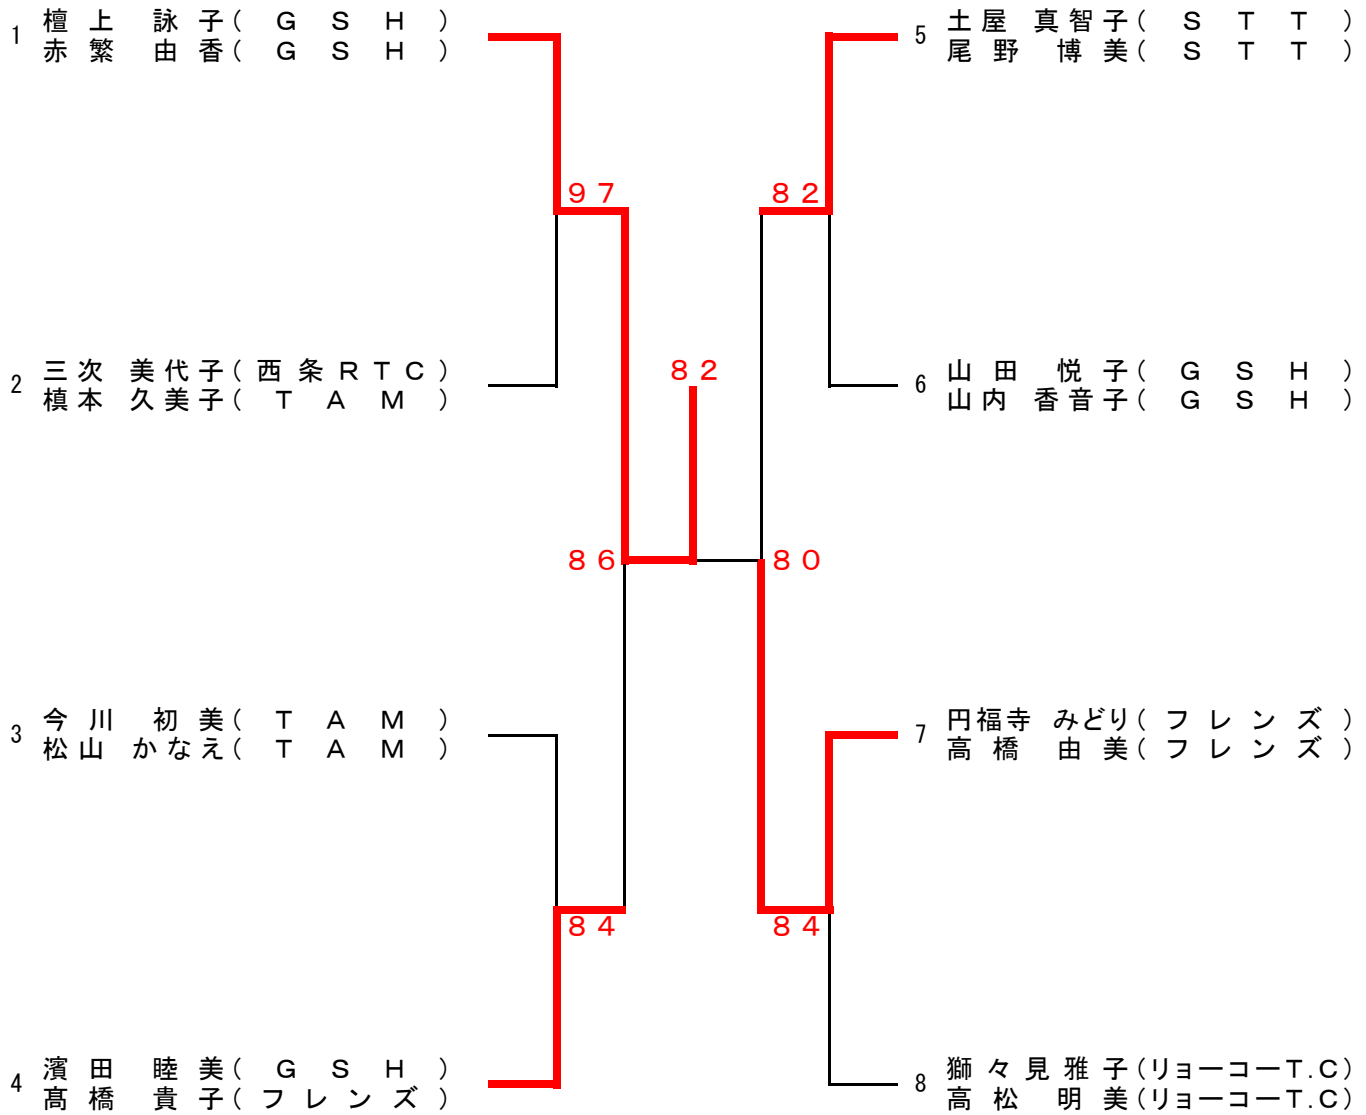 1 檀上 詠子(GSH)
赤繁 由香(GSH)
2 三次 美代子(西条RTC)
槙本 久美子(TAM)
3 今川 初美(TAM)
松山 かなえ(TAM)
4 濱田 睦美(GSH)
髙橋 貴子(フレンズ)
97
86
84
82
82
80
84
5 土屋 真智子(STT)
尾野 博美(STT)
6 山田 悦子(GSH)
山内 香音子(GSH)
7 円福寺 みどり(フレンズ)
高橋 由美(フレンズ)
8 獅々見雅子(リョーコーT.C)
高松 明美(リョーコーT.C)